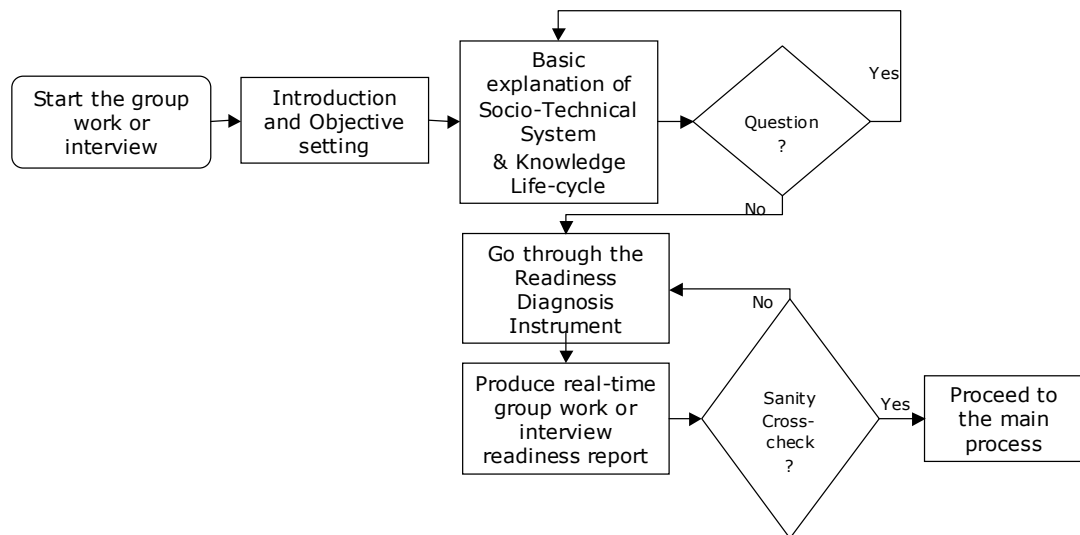 Start the group
work or
interview
Introduction
and Objective
setting
Basic
explanation of
Socio-Technical
System
& Knowledge
Life-cycle
Question
?
Yes
No
Go through the
Readiness
Diagnosis
Instrument
No
Produce real-time
group work or
interview
readiness report
Sanity
Cross-
check
?
Yes
Proceed to
the main
process